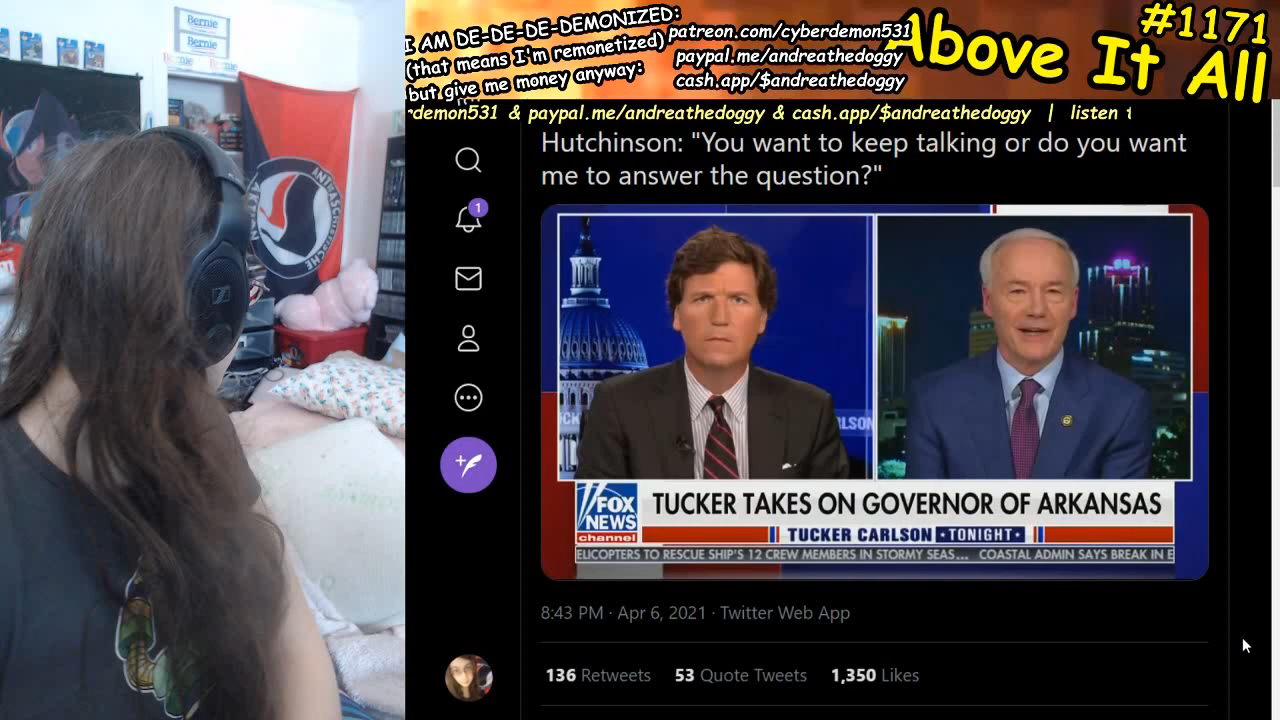 Bernie
Bernie
Bernie
ANTIFASCHISTISCHE
AKTION
I AM DE-DE-DE-DEMONIZED:
(that means I'm remonetized)
but give me money anyway:
patreon.com/cyberdemon531
paypal.me/andreathedoggy
cash.app/$andreathedoggy
#1171
Above It All
rdemon531 & paypal.me/andreathedoggy & cash.app/$andreathedoggy | listen t
Hutchinson: "You want to keep talking or do you want
me to answer the question?"
1
FOX
NEWS
channel
TUCKER TAKES ON GOVERNOR OF ARKANSAS
TUCKER CARLSON TONIGHT
ELICOPTERS TO RESCUE SHIP'S 12 CREW MEMBERS IN STORMY SEAS... COASTAL ADMIN SAYS BREAK IN E
8:43 PM · Apr 6, 2021 · Twitter Web App
136 Retweets 53 Quote Tweets 1,350 Likes